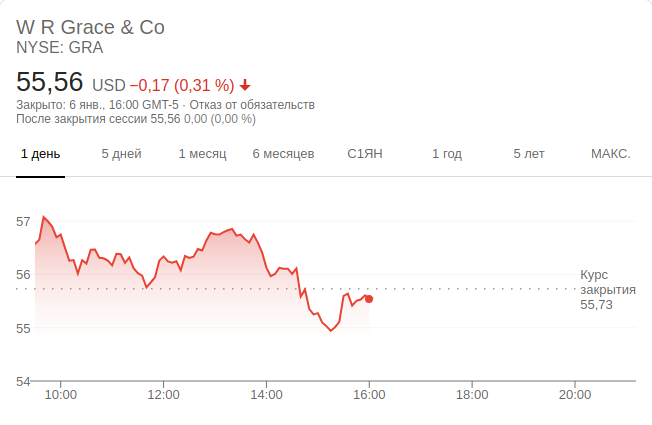 W R Grace & Co
NYSE: GRA
55,56 USD −0,17 (0,31 %)
Закрыто: 6 янв., 16:00 GMT-5 · Отказ от обязательств
После закрытия сессии 55,56 0,00 (0,00 %)
1 день 5 дней 1 месяц 6 месяцев С1ЯН 1 год 5 лет МАКС.
57
56
55
54
Курс
закрытия
55,73
10:00 12:00 14:00 16:00 18:00 20:00